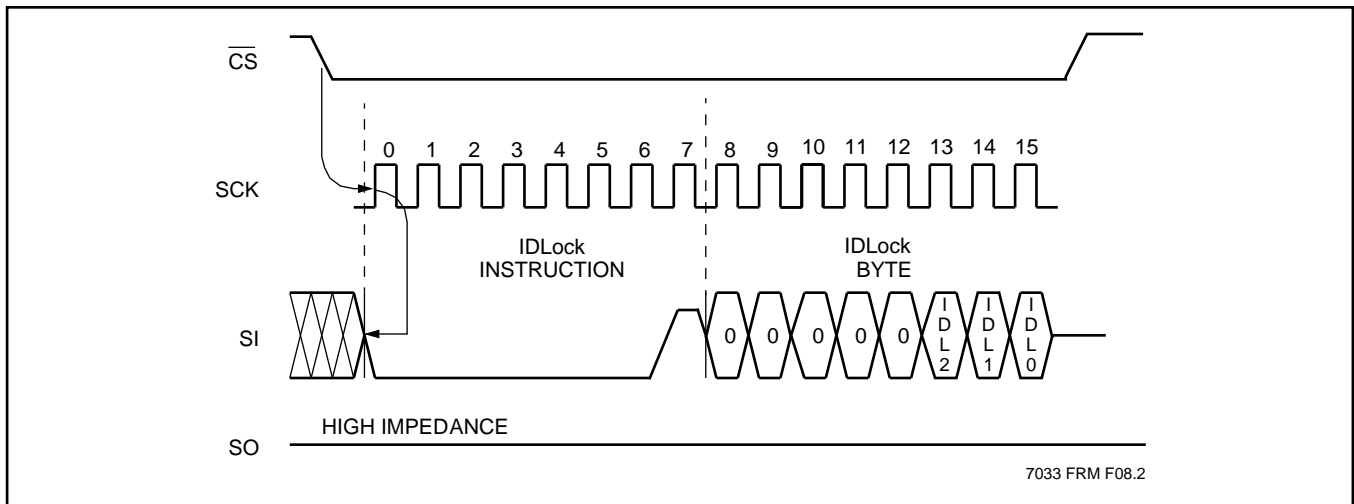 CS
0 1 2 3 4 5 6 7 8 9 10 11 12 13 14 15
SCK
IDLock
INSTRUCTION
IDLock
BYTE
SI
0 0 0 0 0 IDL2 IDL1 IDL0
HIGH IMPEDANCE
SO
7033 FRM F08.2